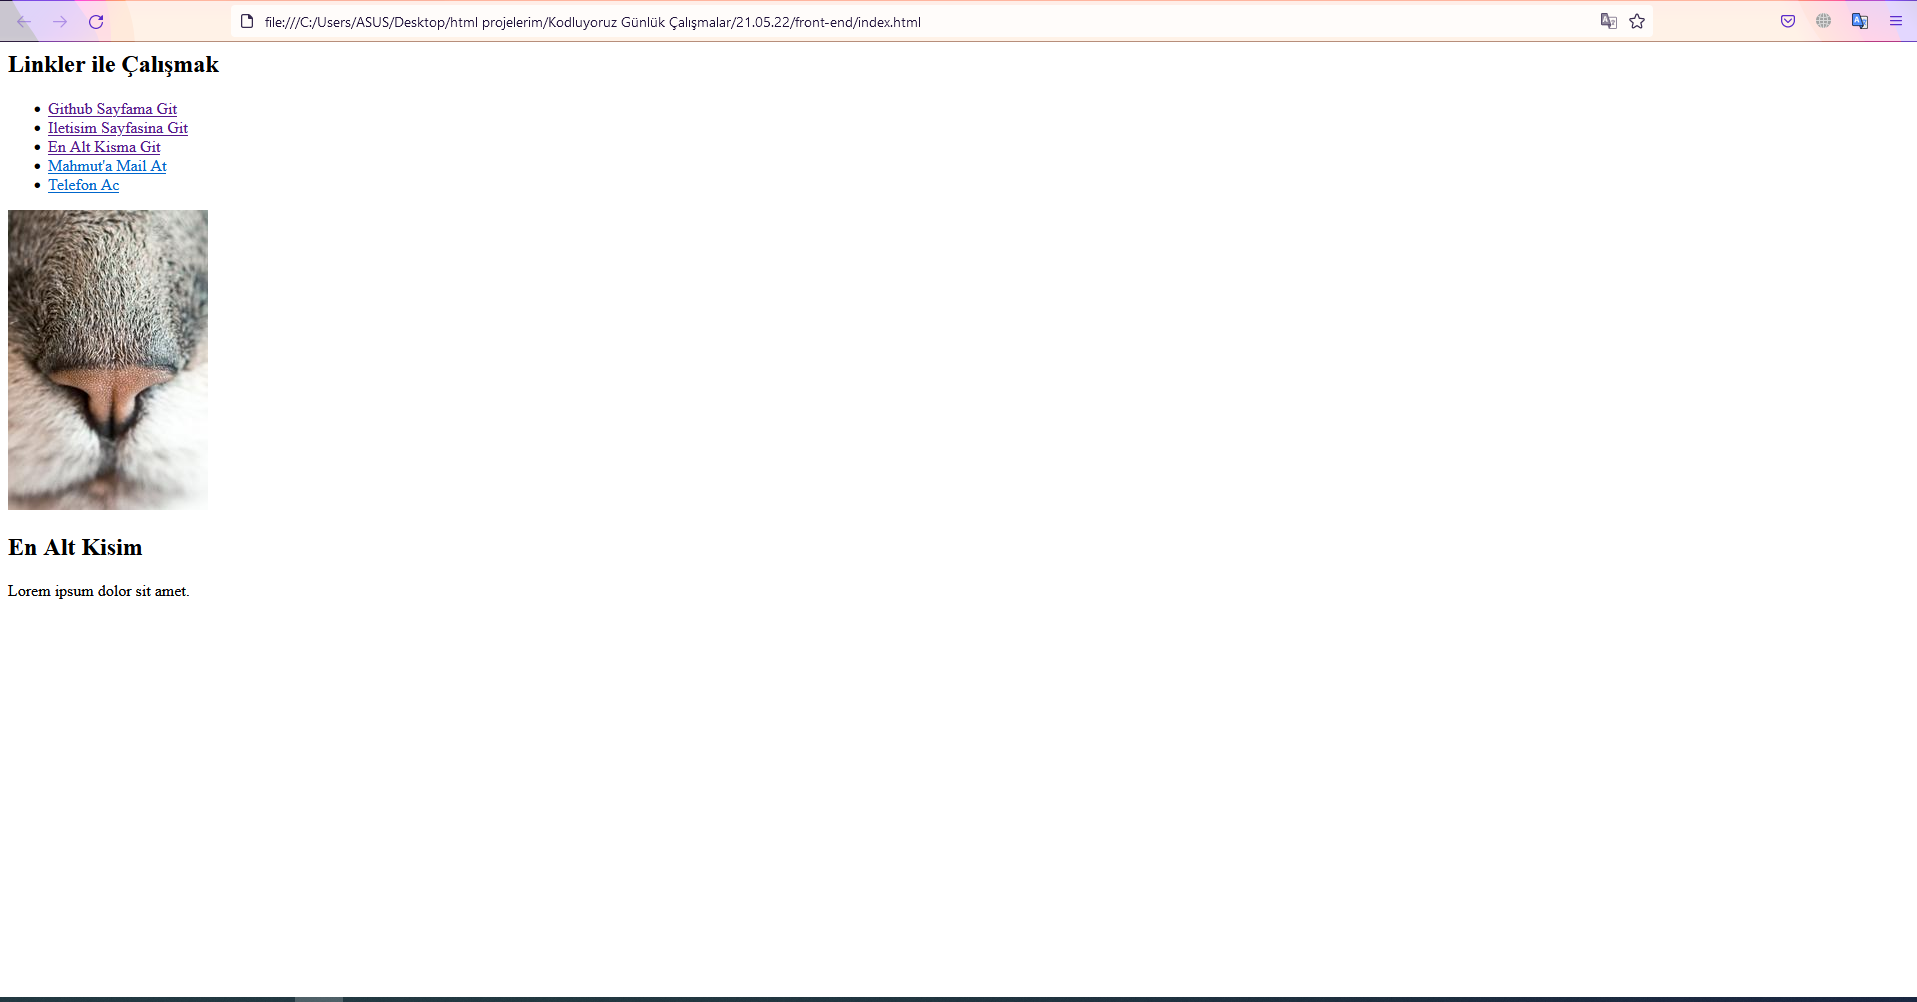 file:///C:/Users/ASUS/Desktop/html projelerim/Kodluyoruz Günlük Çalışmalar/21.05.22/front-end/index.html
Linkler ile Çalışmak
Github Sayfama Git
Iletisim Sayfasina Git
En Alt Kisma Git
Mahmut'a Mail At
Telefon Ac
En Alt Kisim
Lorem ipsum dolor sit amet.